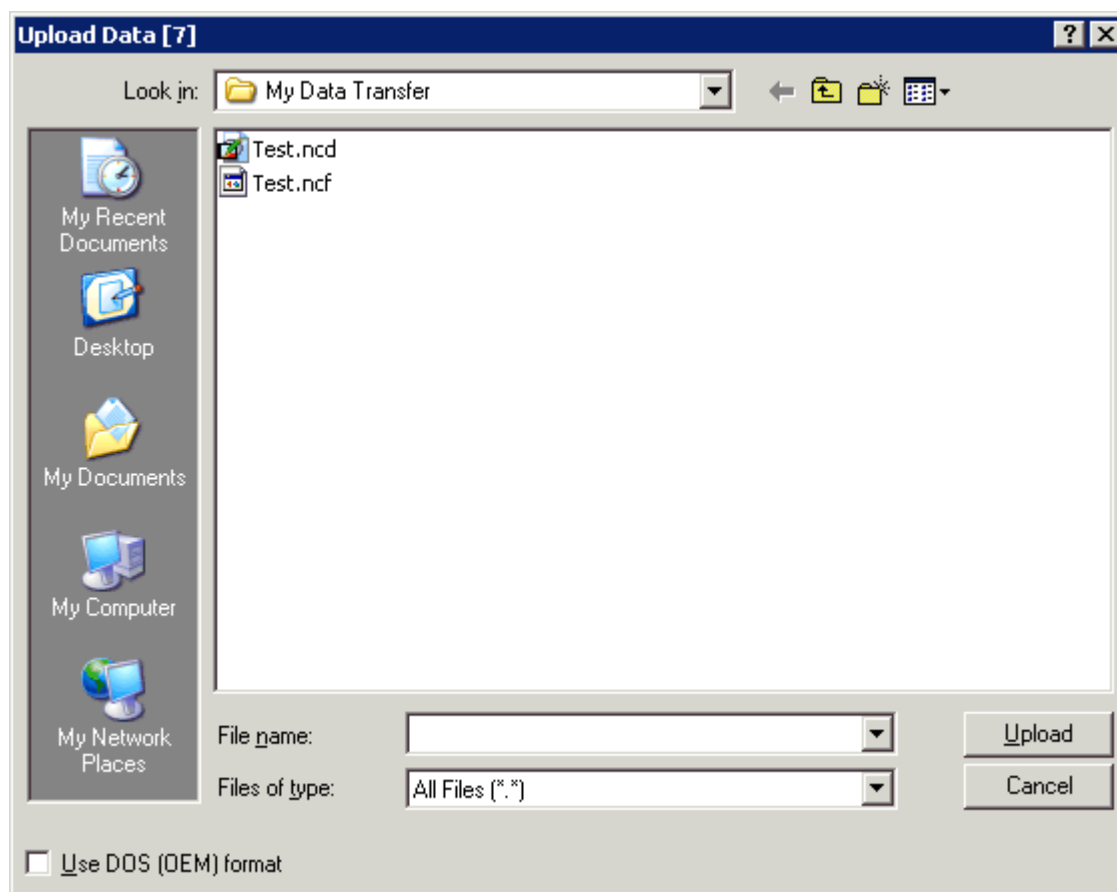 Upload Data [7]
Look in:
My Data Transfer
Test.ncd
Test.ncf
My Recent
Documents
Desktop
My Documents
My Computer
My Network
Places
File name:
Upload
Files of type:
All Files (*.*)
Cancel
Use DOS (OEM) format